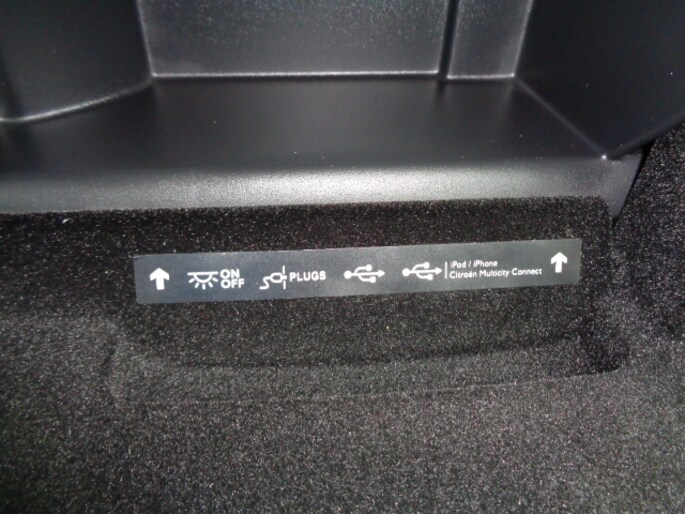 ON
OFF
PLUGS
iPod / iPhone
Citroën Multicity Connect